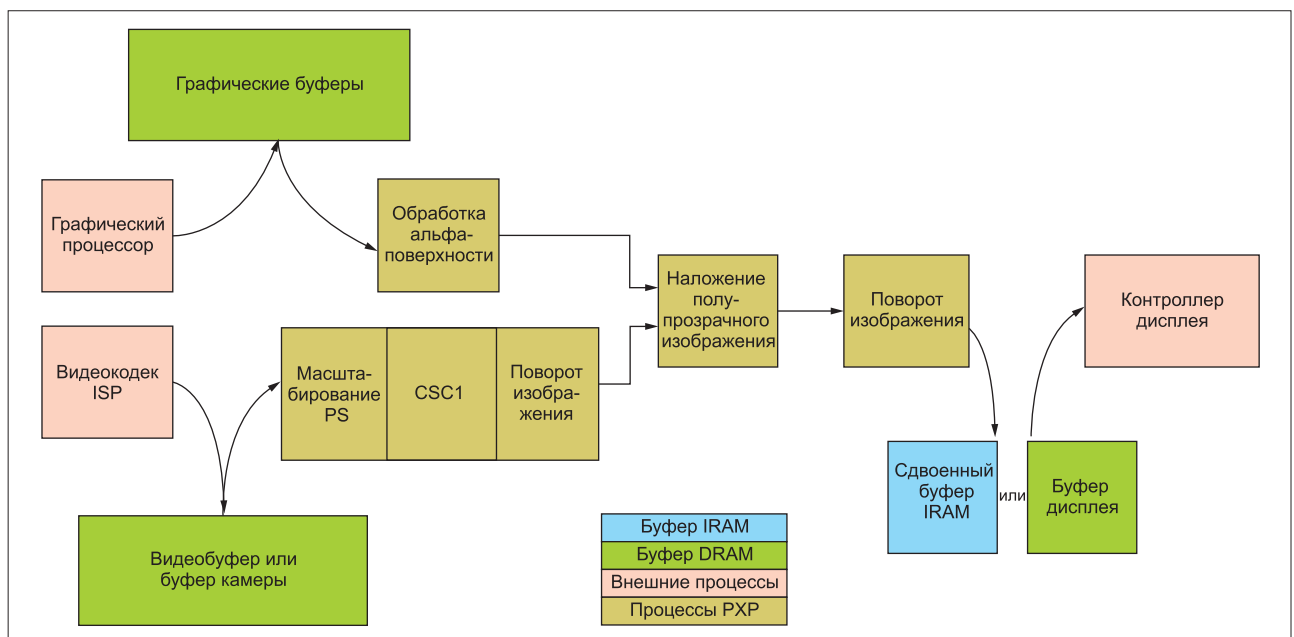 Графические буферы
Графический
процессор
Обработка
альфа-
поверхности
Наложение
полу-
прозрачного
изображения
Поворот
изображения
Контроллер
дисплея
Видеокодек
ISP
Масшта-
бирование
PS
CSC1
Поворот
изобра-
жения
Сдвоенный
буфер
IRAM
или
Буфер
дисплея
Видеобуфер или
буфер камеры
Буфер IRAM
Буфер DRAM
Внешние процессы
Процессы PXP